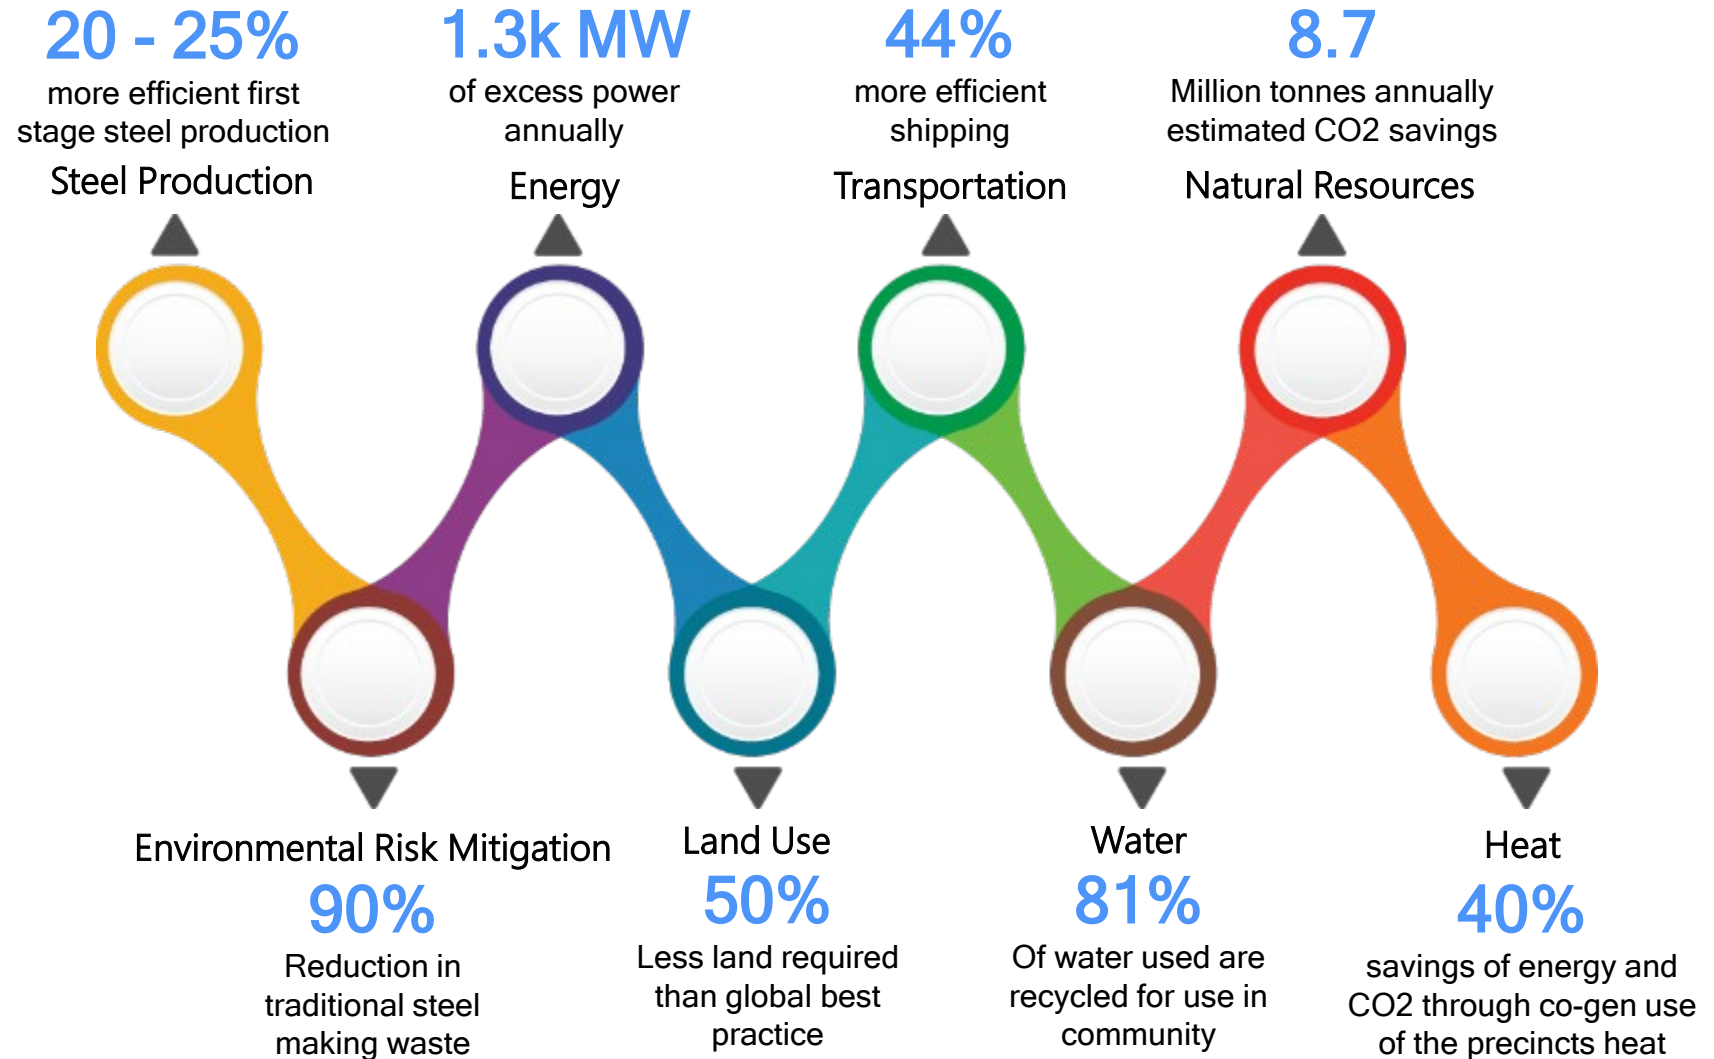 20 - 25%
more efficient first
stage steel production
Steel Production
1.3k MW
of excess power
annually
Energy
44%
more efficient
shipping
Transportation
8.7
Million tonnes annually
estimated CO2 savings
Natural Resources
Environmental Risk Mitigation
90%
Reduction in
traditional steel
making waste
Land Use
50%
Less land required
than global best
practice
Water
81%
Of water used are
recycled for use in
community
Heat
40%
savings of energy and
CO2 through co-gen use
of the precincts heat